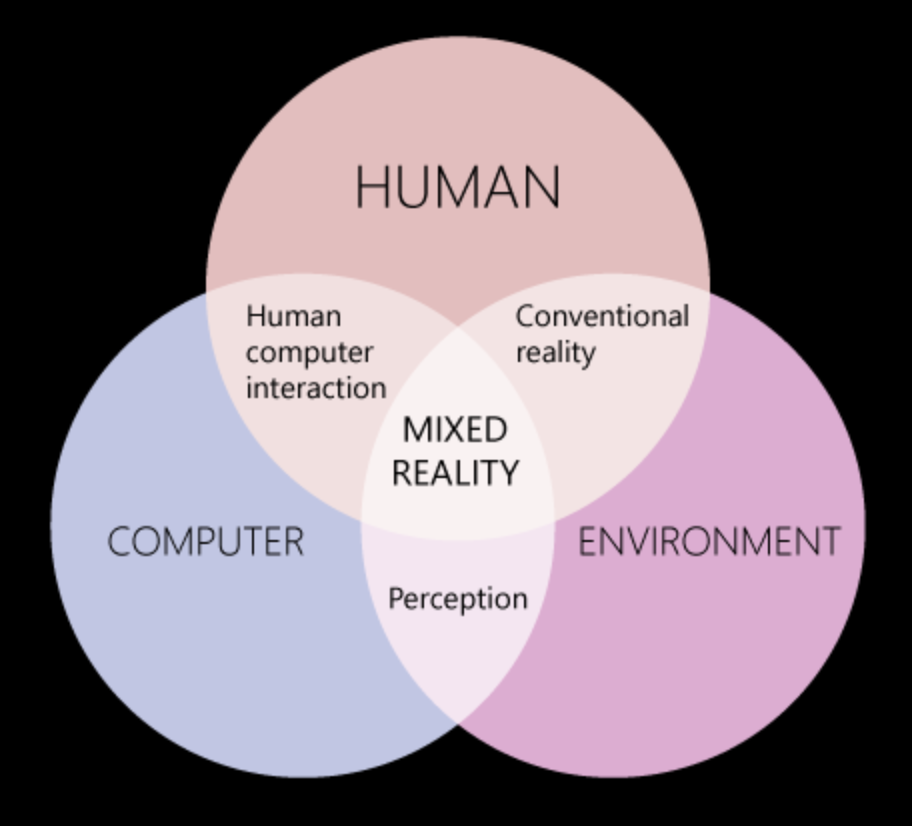 HUMAN
Human
computer
interaction
Conventional
reality
MIXED
REALITY
COMPUTER
ENVIRONMENT
Perception